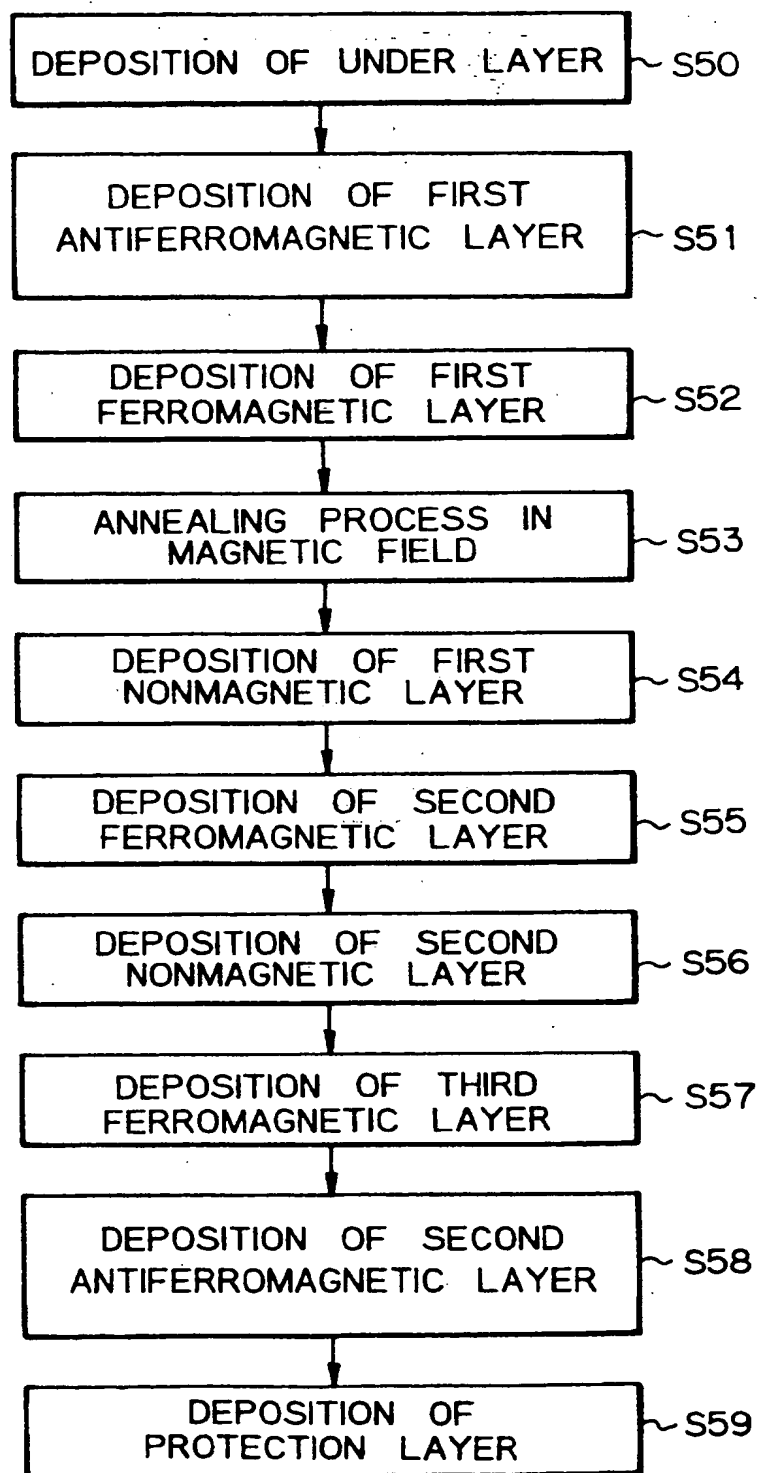 DEPOSITION OF UNDER LAYER S50
DEPOSITION OF FIRST
ANTIFERROMAGNETIC LAYER S51
DEPOSITION OF FIRST
FERROMAGNETIC LAYER S52
ANNEALING PROCESS IN
MAGNETIC FIELD S53
DEPOSITION OF FIRST
NONMAGNETIC LAYER S54
DEPOSITION OF SECOND
FERROMAGNETIC LAYER S55
DEPOSITION OF SECOND
NONMAGNETIC LAYER S56
DEPOSITION OF THIRD
FERROMAGNETIC LAYER S57
DEPOSITION OF SECOND
ANTIFERROMAGNETIC LAYER S58
DEPOSITION OF
PROTECTION LAYER S59